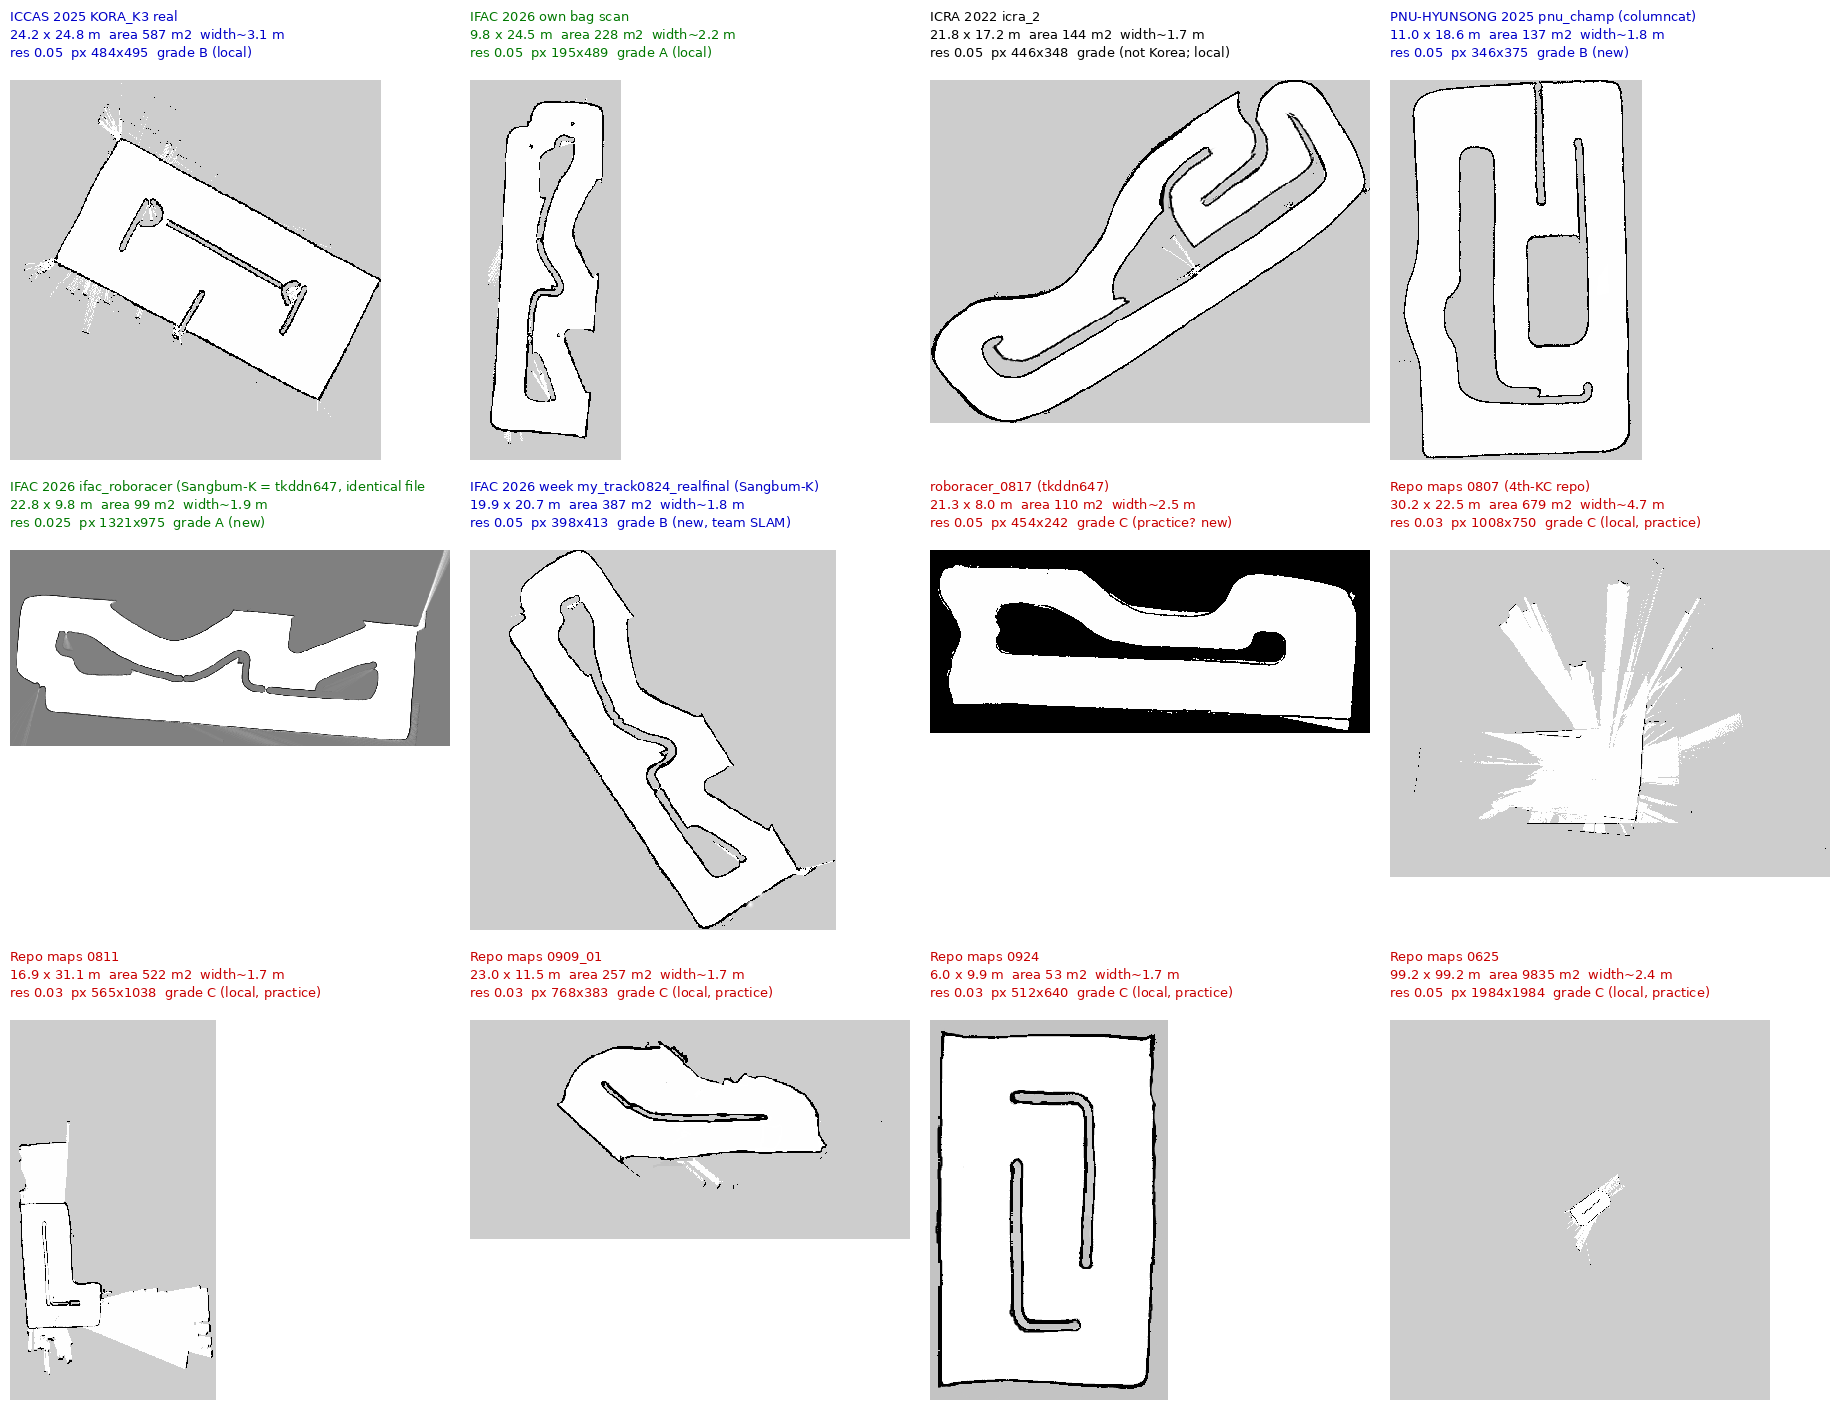 ICCAS 2025 KORA_K3 real
24.2 x 24.8 m  area 587 m2  width~3.1 m
res 0.05  px 484x495  grade B (local)
IFAC 2026 own bag scan
9.8 x 24.5 m  area 228 m2  width~2.2 m
res 0.05  px 195x489  grade A (local)
ICRA 2022 icra_2
21.8 x 17.2 m  area 144 m2  width~1.7 m
res 0.05  px 446x348  grade (not Korea; local)
PNU-HYUNSONG 2025 pnu_champ (columncat)
11.0 x 18.6 m  area 137 m2  width~1.8 m
res 0.05  px 346x375  grade B (new)
IFAC 2026 ifac_roboracer (Sangbum-K = tkddn647, identical file
22.8 x 9.8 m  area 99 m2  width~1.9 m
res 0.025  px 1321x975  grade A (new)
IFAC 2026 week my_track0824_realfinal (Sangbum-K)
19.9 x 20.7 m  area 387 m2  width~1.8 m
res 0.05  px 398x413  grade B (new, team SLAM)
roboracer_0817 (tkddn647)
21.3 x 8.0 m  area 110 m2  width~2.5 m
res 0.05  px 454x242  grade C (practice? new)
Repo maps 0807 (4th-KC repo)
30.2 x 22.5 m  area 679 m2  width~4.7 m
res 0.03  px 1008x750  grade C (local, practice)
Repo maps 0811
16.9 x 31.1 m  area 522 m2  width~1.7 m
res 0.03  px 565x1038  grade C (local, practice)
Repo maps 0909_01
23.0 x 11.5 m  area 257 m2  width~1.7 m
res 0.03  px 768x383  grade C (local, practice)
Repo maps 0924
6.0 x 9.9 m  area 53 m2  width~1.7 m
res 0.03  px 512x640  grade C (local, practice)
Repo maps 0625
99.2 x 99.2 m  area 9835 m2  width~2.4 m
res 0.05  px 1984x1984  grade C (local, practice)